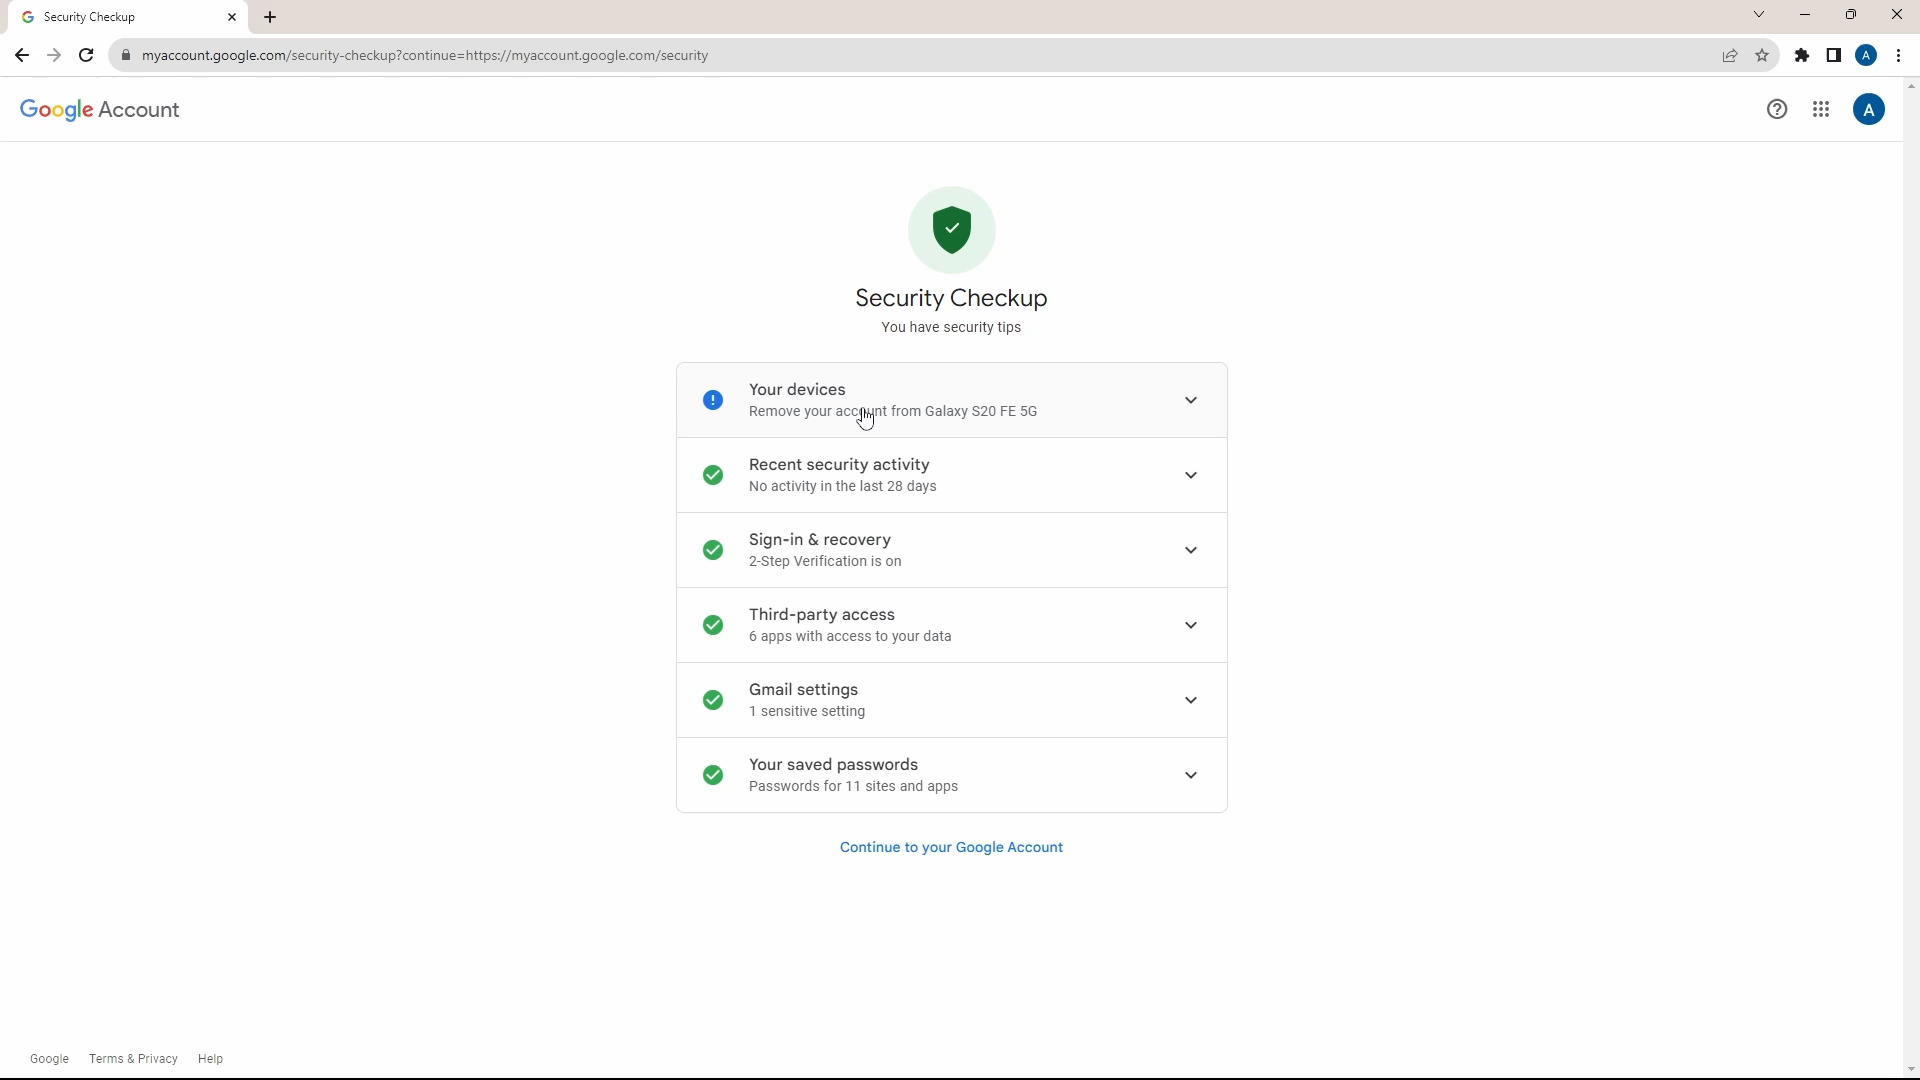 Security Checkup
myaccount.google.com/security-checkup?continue=https://myaccount.google.com/security
A
Google Account
A
Security Checkup
You have security tips
Your devices
Remove your account from Galaxy S20 FE 5G
Recent security activity
No activity in the last 28 days
Sign-in & recovery
2-Step Verification is on
Third-party access
6 apps with access to your data
Gmail settings
1 sensitive setting
Your saved passwords
Passwords for 11 sites and apps
Continue to your Google Account
Google Terms & Privacy Help